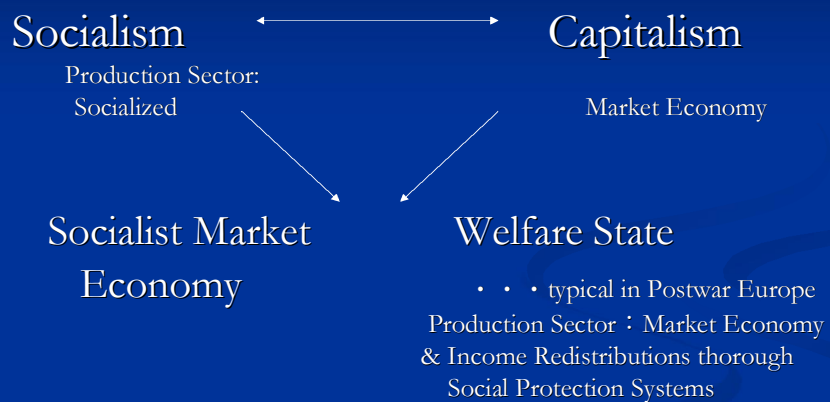 Socialism
Capitalism
Production Sector:
Socialized
Market Economy
Socialist Market
Economy
Welfare State
・・・typical in Postwar Europe
Production Sector：Market Economy
& Income Redistributions thorough
Social Protection Systems